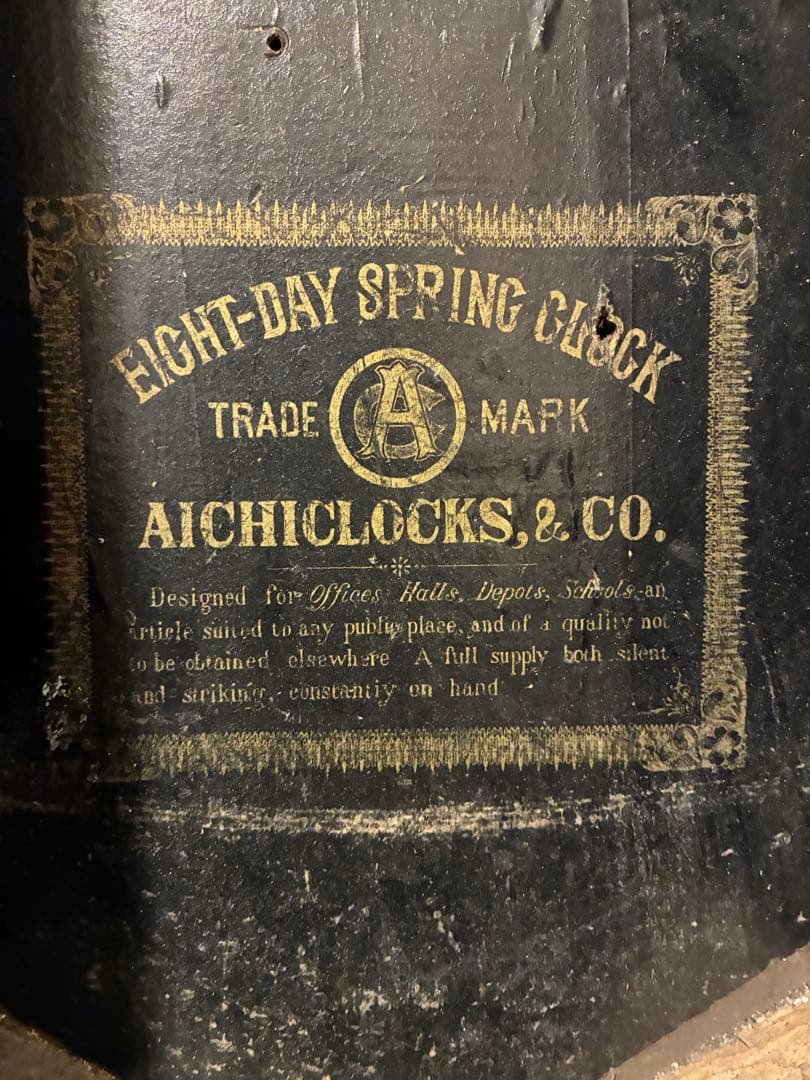 EIGHT-DAY SPRING CLOCK
TRADE A MARK
AICHICLOCKS, & CO.
Designed for Offices Halls, Depots, Schools, an
article suited to any public place, and of a quality not
to be obtained elsewhere A full supply both silent
and striking, constantly on hand